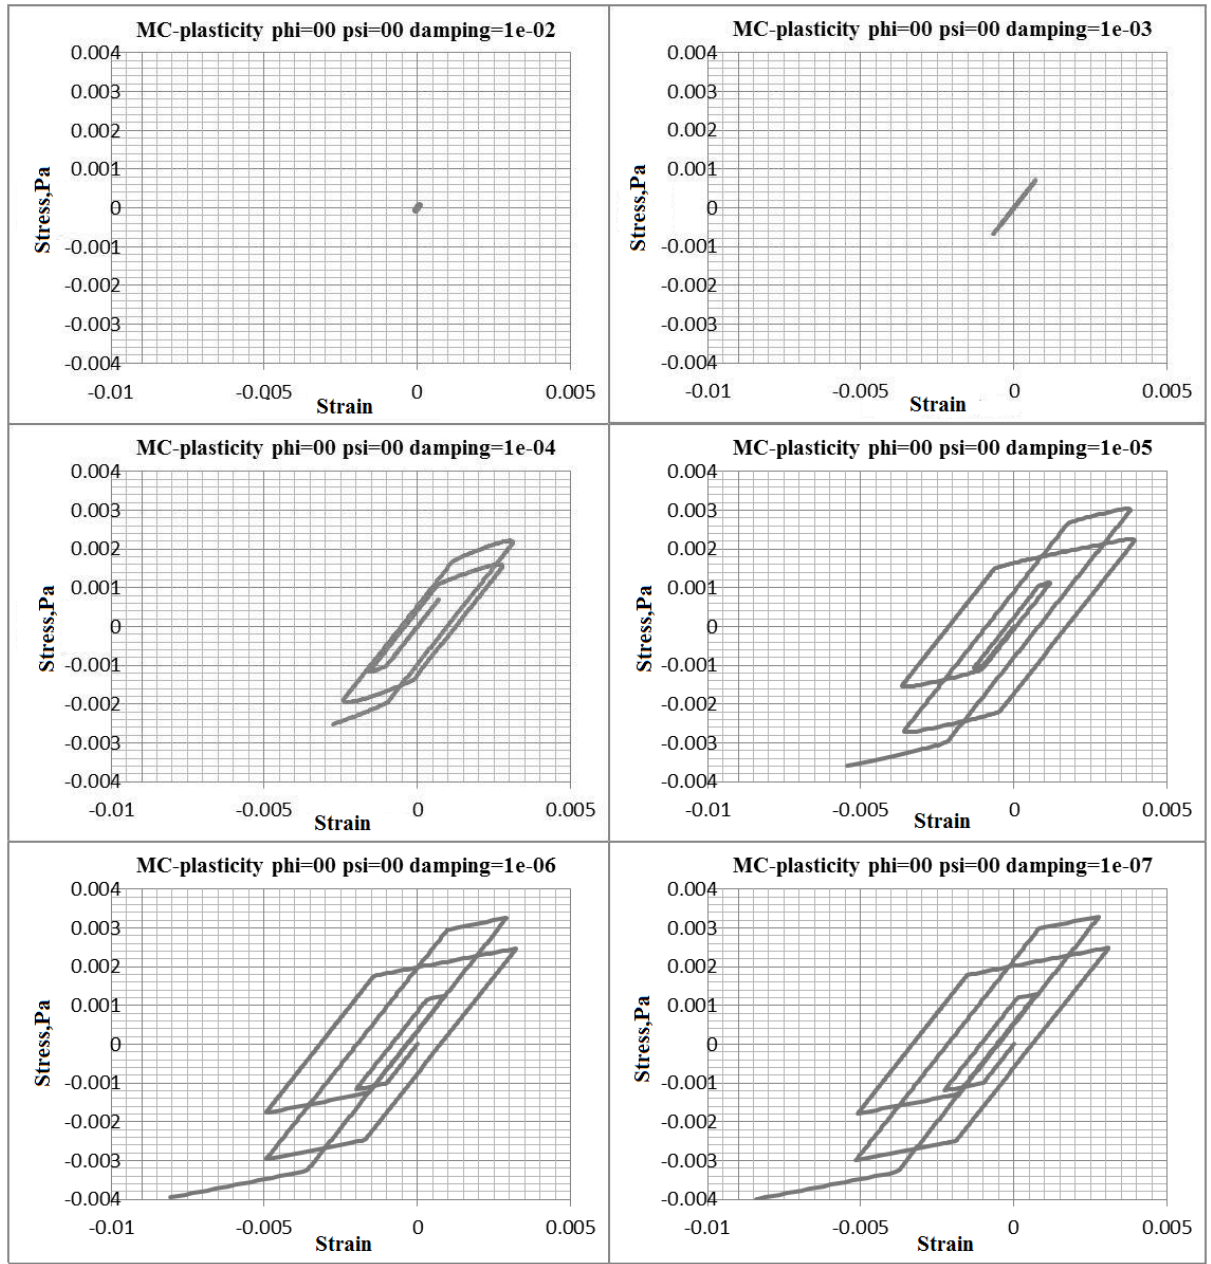 MC-plasticity phi=00 psi=00 damping=1e-02
0.004
0.003
0.002
0.001
0
-0.001
-0.002
-0.003
-0.004
Stress,Pa
-0.01 -0.005 0 0.005
Strain
MC-plasticity phi=00 psi=00 damping=1e-03
0.004
0.003
0.002
0.001
0
-0.001
-0.002
-0.003
-0.004
Stress,Pa
-0.01 -0.005 0 0.005
Strain
MC-plasticity phi=00 psi=00 damping=1e-04
0.004
0.003
0.002
0.001
0
-0.001
-0.002
-0.003
-0.004
Stress,Pa
-0.01 -0.005 0 0.005
Strain
MC-plasticity phi=00 psi=00 damping=1e-05
0.004
0.003
0.002
0.001
0
-0.001
-0.002
-0.003
-0.004
Stress,Pa
-0.01 -0.005 0 0.005
Strain
MC-plasticity phi=00 psi=00 damping=1e-06
0.004
0.003
0.002
0.001
0
-0.001
-0.002
-0.003
-0.004
Stress,Pa
-0.01 -0.005 0 0.005
Strain
MC-plasticity phi=00 psi=00 damping=1e-07
0.004
0.003
0.002
0.001
0
-0.001
-0.002
-0.003
-0.004
Stress,Pa
-0.01 -0.005 0 0.005
Strain